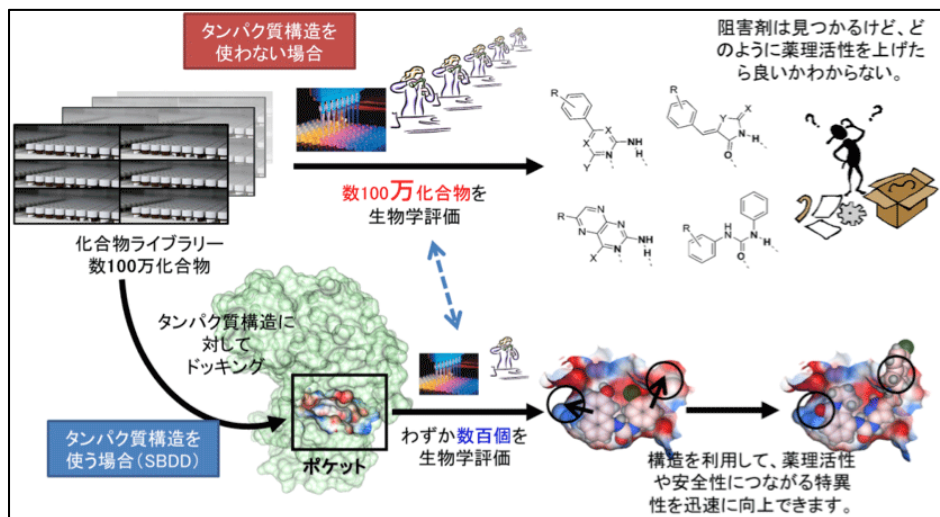 タンパク質構造を
使わない場合
阻害剤は見つかるけど、ど
のように薬理活性を上げた
ら良いかわからない。
数100万化合物を
生物学評価
化合物ライブラリー
数100万化合物
R
X
X
N
N
H
Y
R
X
Y
N
H
O
? ?
R
N
N
N
N
N
H
X
R
H
N
N
H
O
タンパク質構造に
対して
ドッキング
タンパク質構造を
使う場合(SBDD)
ポケット
わずか数百個を
生物学評価
構造を利用して、薬理活性
や安全性につながる特異
性を迅速に向上できます。